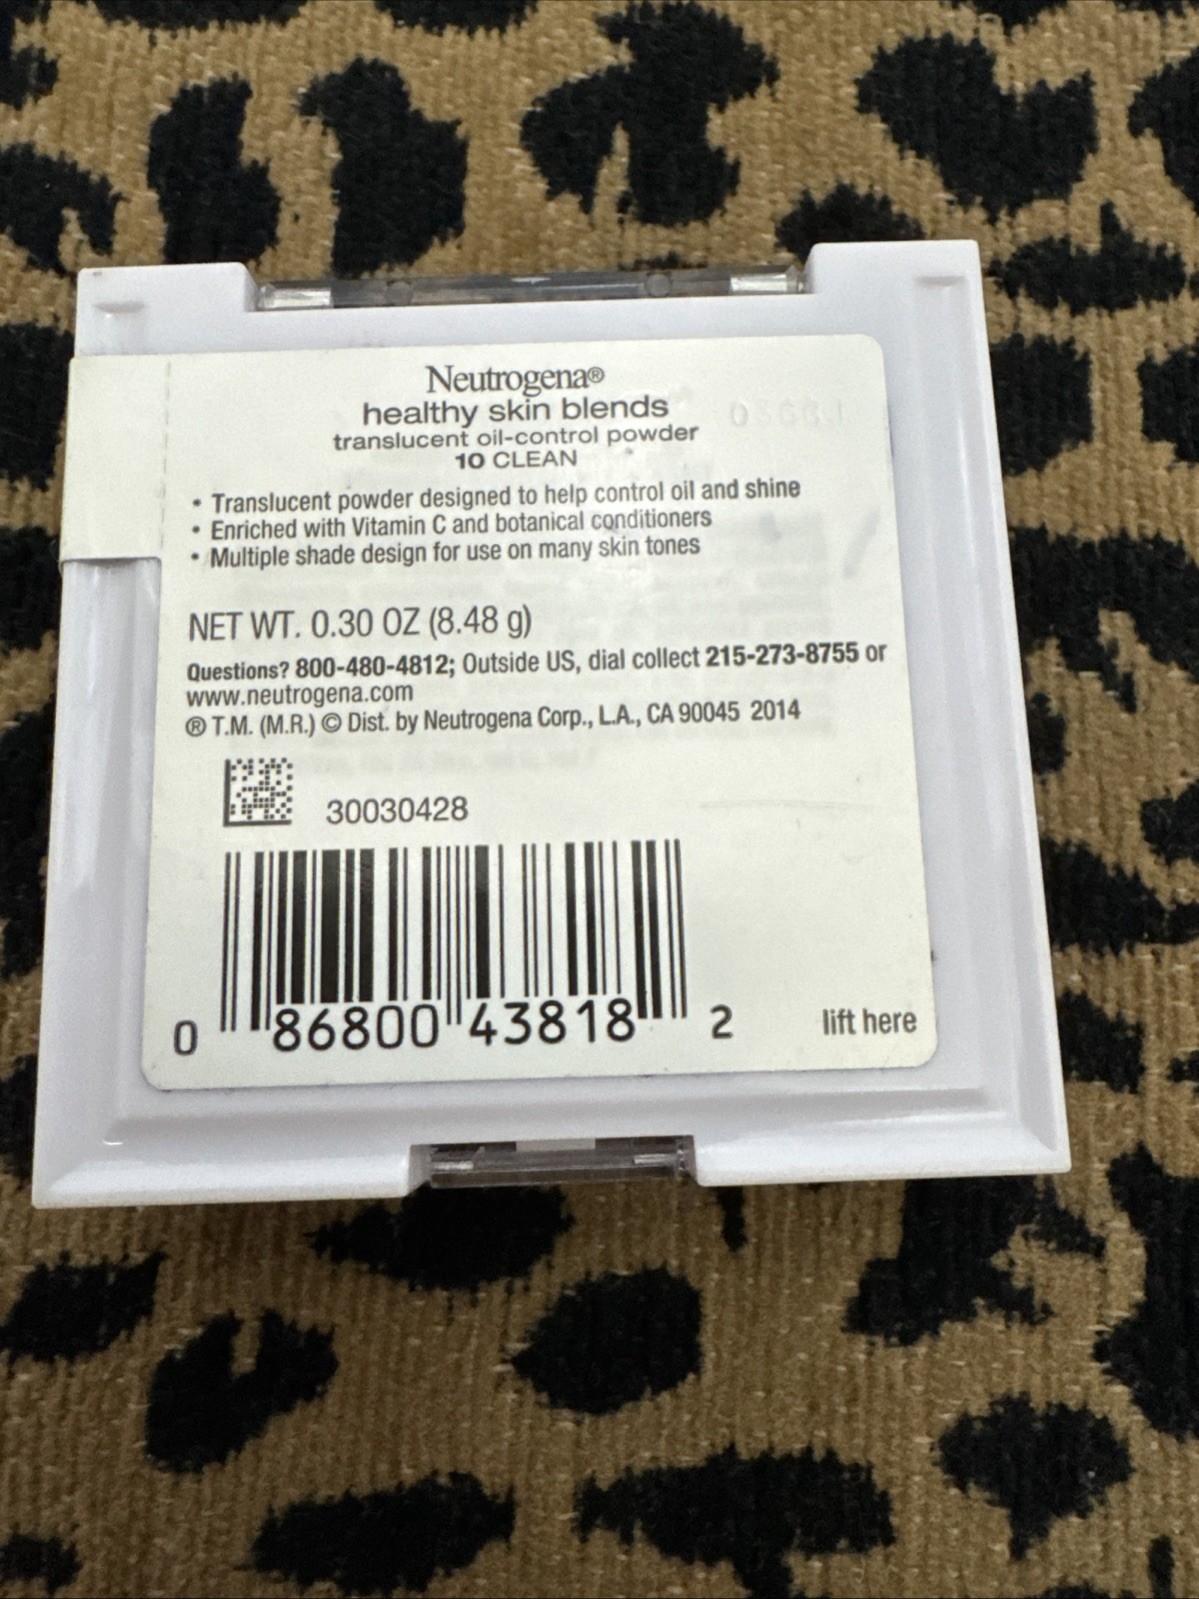 Neutrogena®
healthy skin blends
translucent oil-control powder
10 CLEAN
• Translucent powder designed to help control oil and shine
• Enriched with Vitamin C and botanical conditioners
• Multiple shade design for use on many skin tones
NET WT. 0.30 OZ (8.48 g)
Questions? 800-480-4812; Outside US, dial collect 215-273-8755 or
www.neutrogena.com
® T.M. (M.R.) © Dist. by Neutrogena Corp., L.A., CA 90045 2014
30030428
0 86800 43818 2
lift here